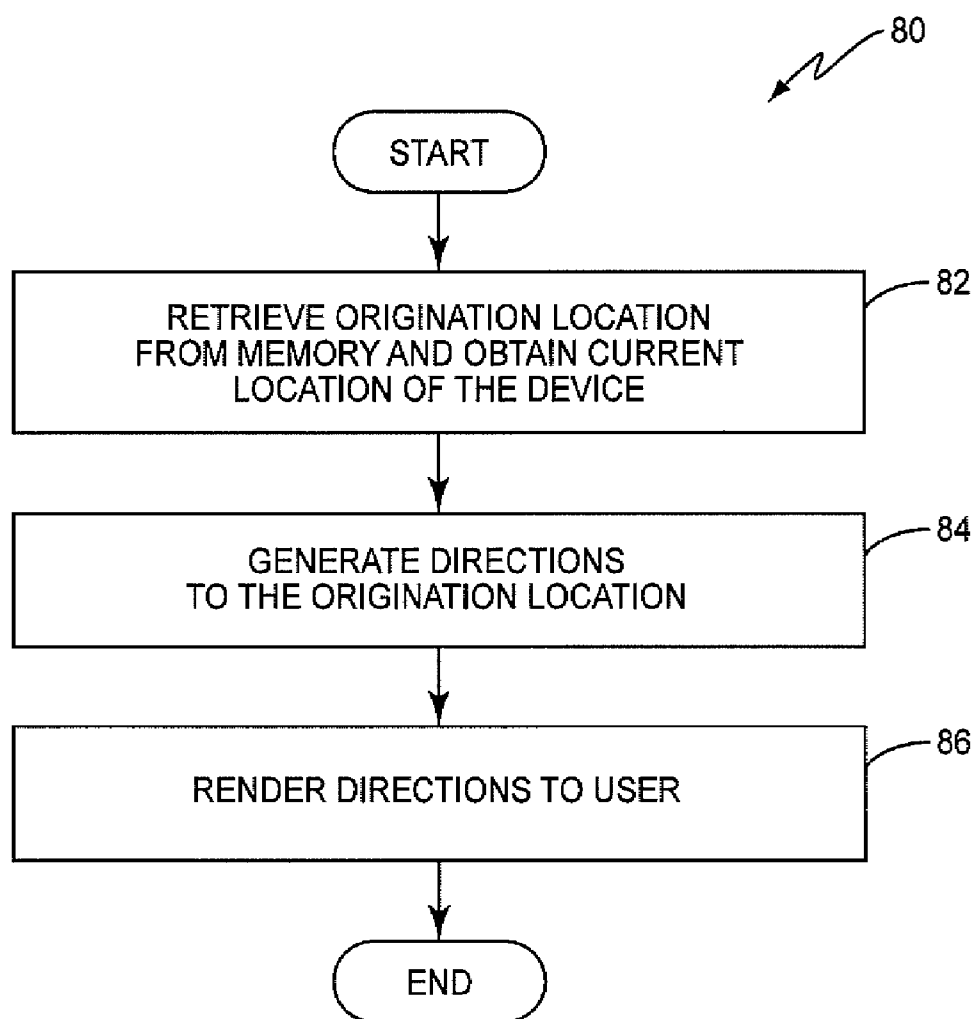 80
START
RETRIEVE ORIGINATION LOCATION
FROM MEMORY AND OBTAIN CURRENT
LOCATION OF THE DEVICE
82
GENERATE DIRECTIONS
TO THE ORIGINATION LOCATION
84
RENDER DIRECTIONS TO USER
86
END